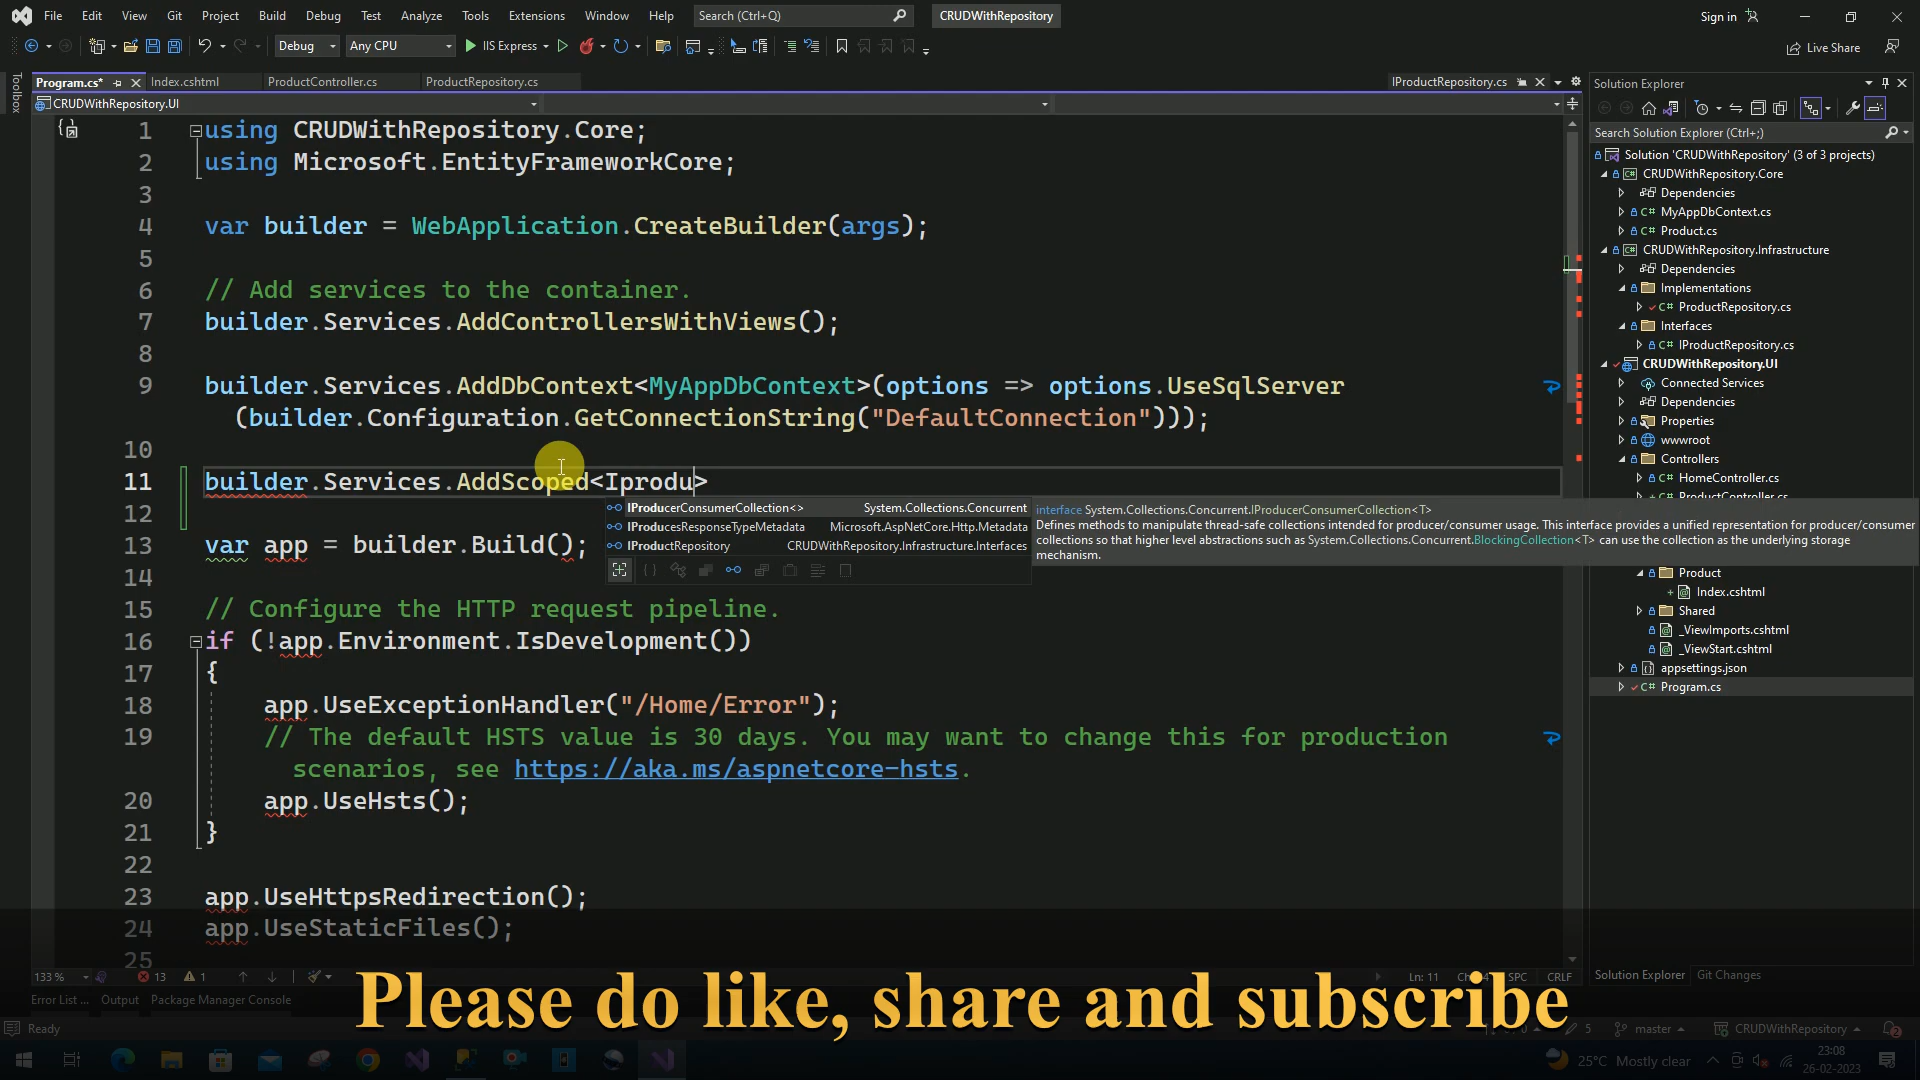 File Edit View Git Project Build Debug Test Analyze Tools Extensions Window Help Search (Ctrl+Q) CRUDWithRepository Sign in
Debug Any CPU IIS Express Live Share
Toolbox
Program.cs* Index.cshtml ProductController.cs ProductRepository.cs IProductRepository.cs
CRUDWithRepository.UI
1 using CRUDWithRepository.Core;
2 using Microsoft.EntityFrameworkCore;
3
4 var builder = WebApplication.CreateBuilder(args);
5
6 // Add services to the container.
7 builder.Services.AddControllersWithViews();
8
9 builder.Services.AddDbContext<MyAppDbContext>(options => options.UseSqlServer
(builder.Configuration.GetConnectionString("DefaultConnection")));
10
11 builder.Services.AddScoped<Iprodu>
IProducerConsumerCollection<> System.Collections.Concurrent
IProducesResponseTypeMetadata Microsoft.AspNetCore.Http.Metadata
IProductRepository CRUDWithRepository.Infrastructure.Interfaces
interface System.Collections.Concurrent.IProducerConsumerCollection<T>
Defines methods to manipulate thread-safe collections intended for producer/consumer usage. This interface provides a unified representation for producer/consumer
collections so that higher level abstractions such as System.Collections.Concurrent.BlockingCollection<T> can use the collection as the underlying storage
mechanism.
12
13 var app = builder.Build();
14
15 // Configure the HTTP request pipeline.
16 if (!app.Environment.IsDevelopment())
17 {
18 app.UseExceptionHandler("/Home/Error");
19 // The default HSTS value is 30 days. You may want to change this for production
scenarios, see https://aka.ms/aspnetcore-hsts.
20 app.UseHsts();
21 }
22
23 app.UseHttpsRedirection();
24 app.UseStaticFiles();
25
133 % 13 1 Ln: 11 SPC CRLF
Error List ... Output Package Manager Console
Ready master CRUDWithRepository
Solution Explorer
Search Solution Explorer (Ctrl+;)
Solution 'CRUDWithRepository' (3 of 3 projects)
CRUDWithRepository.Core
Dependencies
MyAppDbContext.cs
Product.cs
CRUDWithRepository.Infrastructure
Dependencies
Implementations
ProductRepository.cs
Interfaces
IProductRepository.cs
CRUDWithRepository.UI
Connected Services
Dependencies
Properties
wwwroot
Controllers
HomeController.cs
ProductController.cs
Product
Index.cshtml
Shared
_ViewImports.cshtml
_ViewStart.cshtml
appsettings.json
Program.cs
Solution Explorer Git Changes
Please do like, share and subscribe
25°C Mostly clear
23:08
26-02-2023